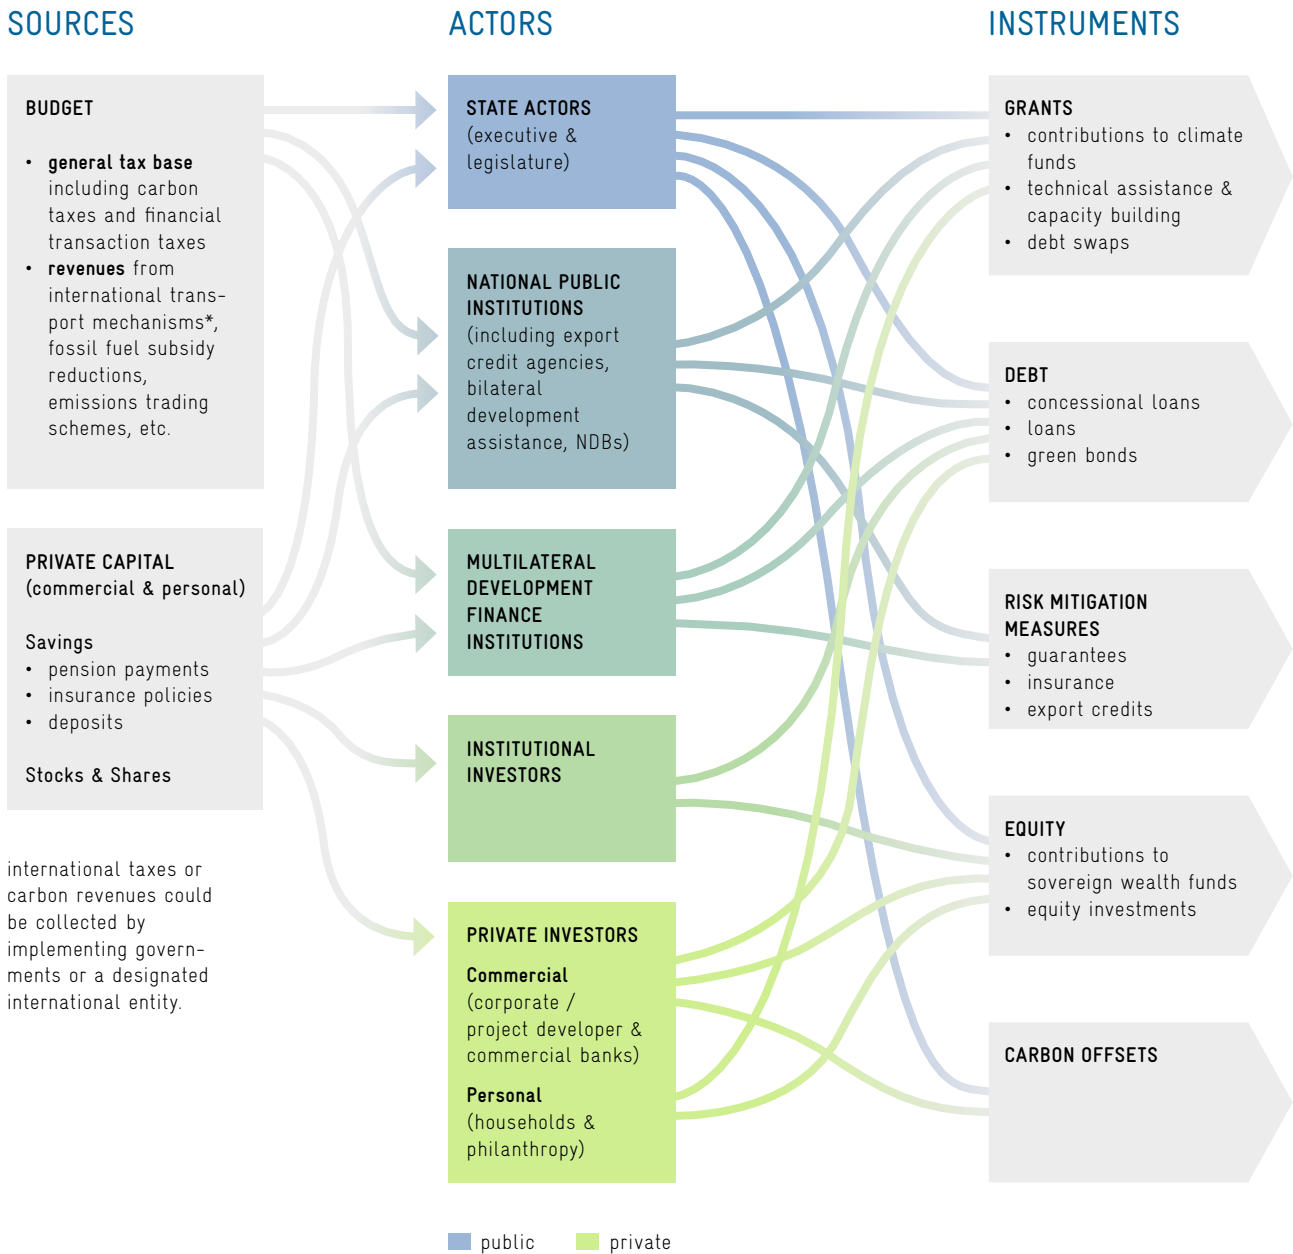 SOURCES
BUDGET
• general tax base
including carbon
taxes and financial
transaction taxes
• revenues from
international trans-
port mechanisms*,
fossil fuel subsidy
reductions,
emissions trading
schemes, etc.
PRIVATE CAPITAL
(commercial & personal)
Savings
• pension payments
• insurance policies
• deposits
Stocks & Shares
international taxes or
carbon revenues could
be collected by
implementing govern-
ments or a designated
international entity.
ACTORS
STATE ACTORS
(executive &
legislature)
NATIONAL PUBLIC
INSTITUTIONS
(including export
credit agencies,
bilateral
development
assistance, NDBs)
MULTILATERAL
DEVELOPMENT
FINANCE
INSTITUTIONS
INSTITUTIONAL
INVESTORS
PRIVATE INVESTORS
Commercial
(corporate /
project developer &
commercial banks)
Personal
(households &
philanthropy)
public
private
INSTRUMENTS
GRANTS
• contributions to climate
funds
• technical assistance &
capacity building
• debt swaps
DEBT
• concessional loans
• loans
• green bonds
RISK MITIGATION
MEASURES
• guarantees
• insurance
• export credits
EQUITY
• contributions to
sovereign wealth funds
• equity investments
CARBON OFFSETS